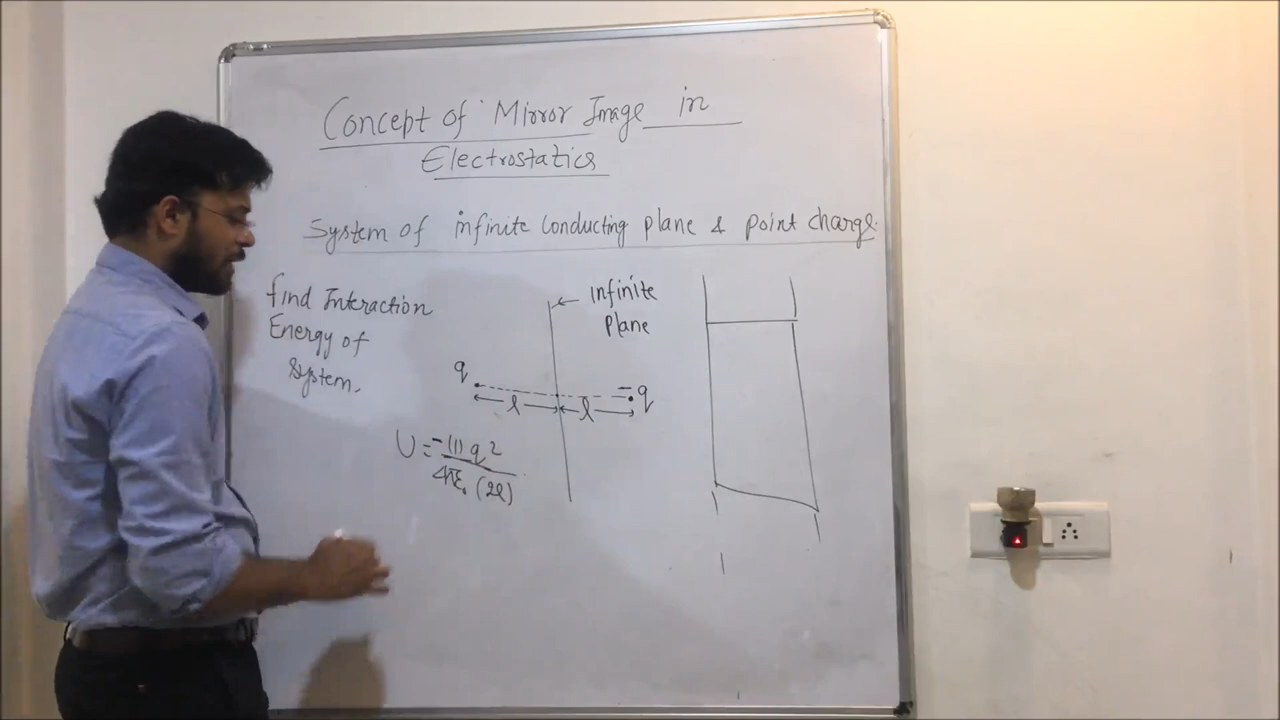 Concept of Mirror Image in
Electrostatics
System of infinite conducting plane & point charge.
find Interaction
Energy of
System.
infinite
plane
q
-q
l
l
U = -(1) q²
4πε₀ (2l)